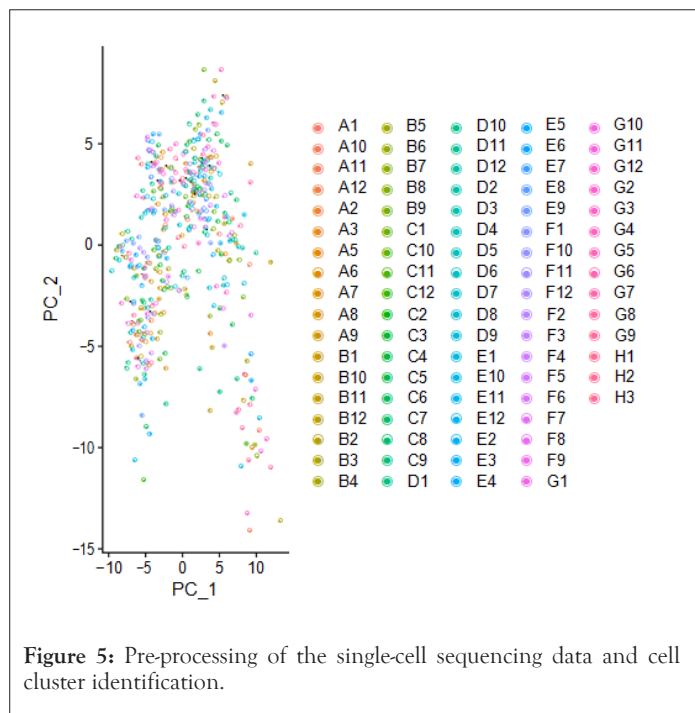 PC_2
5
0
−5
−10
−15
−10 −5 0 5 10
PC_1
A1 B5 D10 E5 G10
A10 B6 D11 E6 G11
A11 B7 D12 E7 G12
A12 B8 D2 E8 G2
A2 B9 D3 E9 G3
A3 C1 D4 F1 G4
A5 C10 D5 F10 G5
A6 C11 D6 F11 G6
A7 C12 D7 F12 G7
A8 C2 D8 F2 G8
A9 C3 D9 F3 G9
B1 C4 E1 F4 H1
B10 C5 E10 F5 H2
B11 C6 E11 F6 H3
B12 C7 E12 F7
B2 C8 E2 F8
B3 C9 E3 F9
B4 D1 E4 G1
Figure 5: Pre-processing of the single-cell sequencing data and cell
cluster identification.